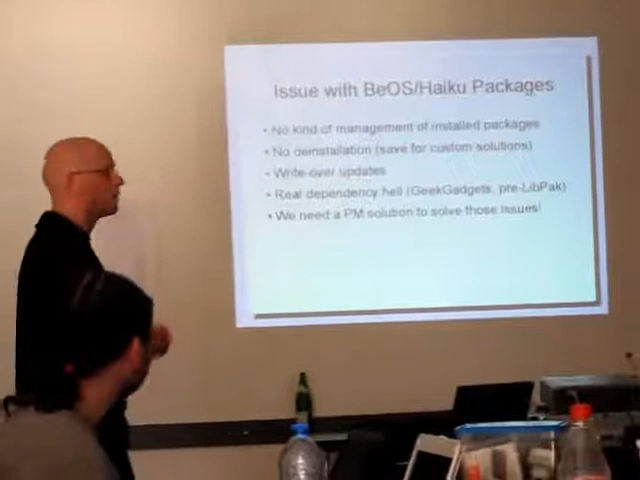 Issue with BeOS/Haiku Packages
• No kind of management of installed packages
• No deinstallation (save for custom solutions)
• Write-over updates
• Real dependency hell (GeekGadgets, pre-LibPak)
• We need a PM solution to solve those issues!